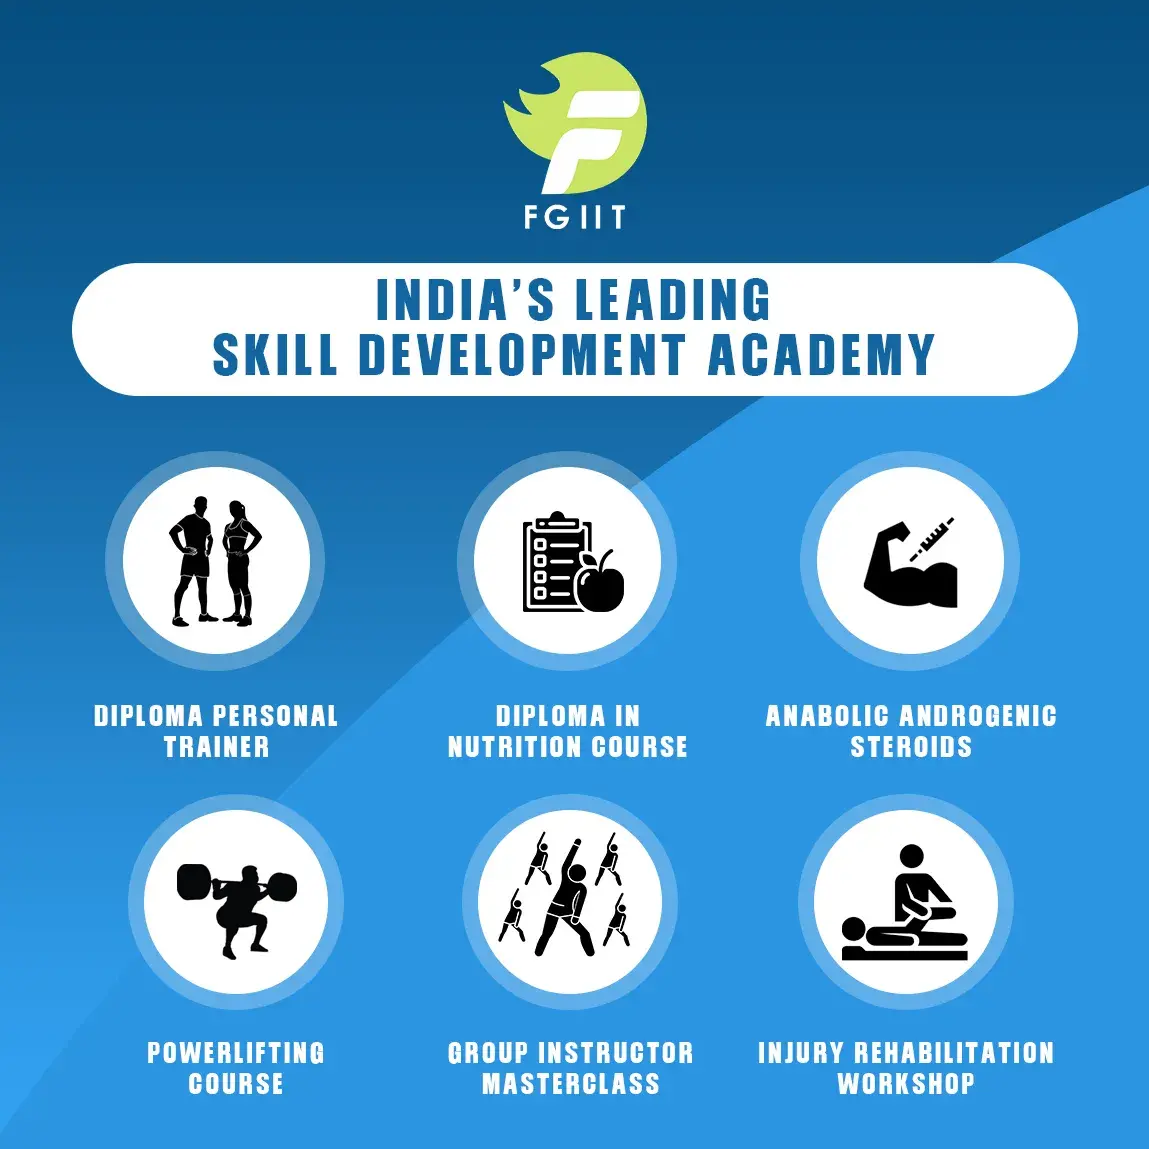 FGIIT
INDIA'S LEADING
SKILL DEVELOPMENT ACADEMY
DIPLOMA PERSONAL
TRAINER
DIPLOMA IN
NUTRITION COURSE
ANABOLIC ANDROGENIC
STEROIDS
POWERLIFTING
COURSE
GROUP INSTRUCTOR
MASTERCLASS
INJURY REHABILITATION
WORKSHOP